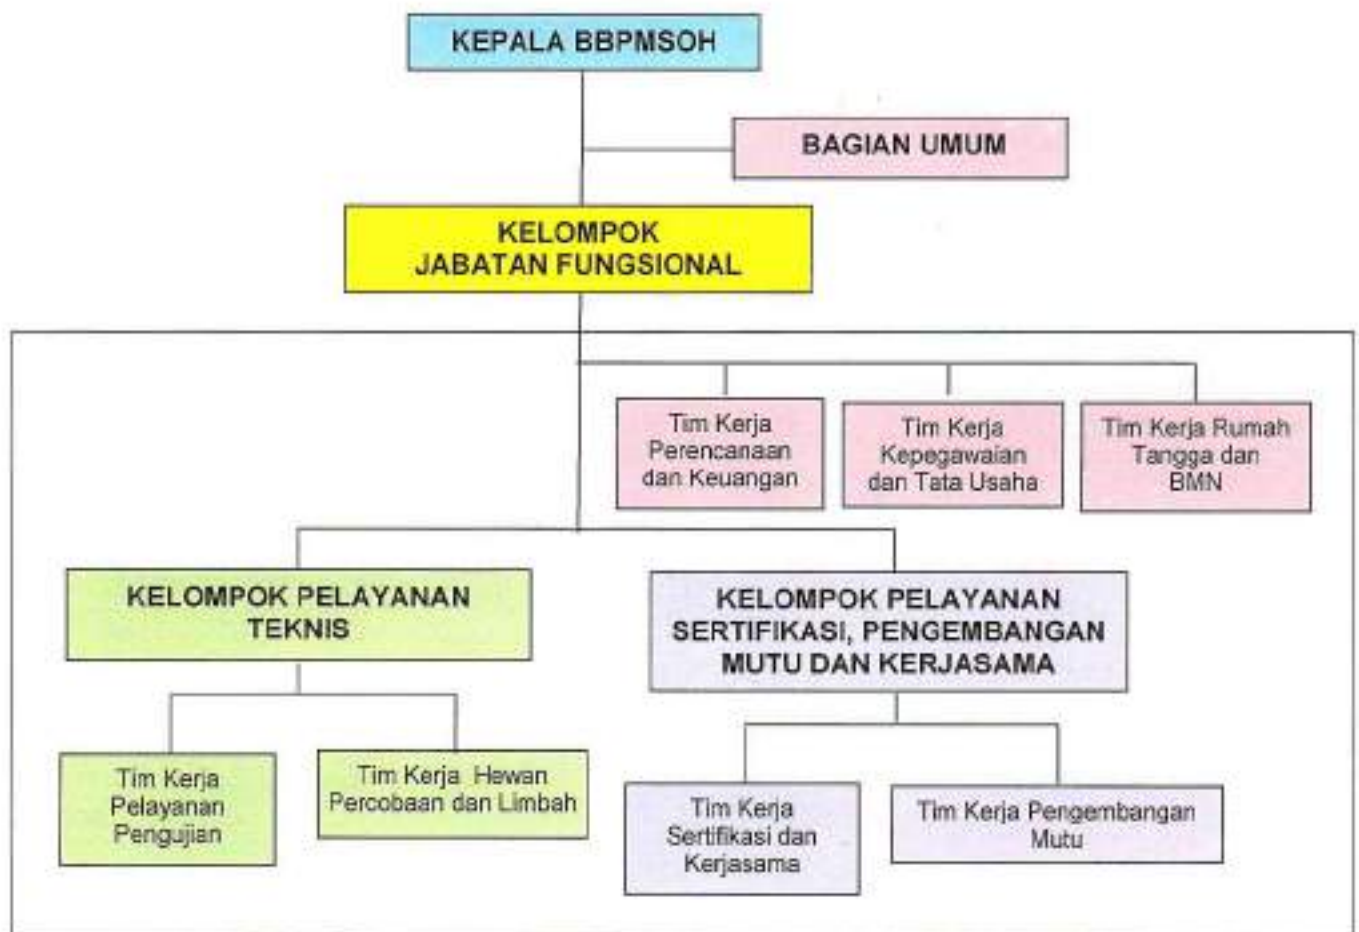 KEPALA BBPMSOH
BAGIAN UMUM
KELOMPOK
JABATAN FUNGSIONAL
Tim Kerja
Perencanaan
dan Keuangan
Tim Kerja
Kepegawaian
dan Tata Usaha
Tim Kerja Rumah
Tangga dan
BMN
KELOMPOK PELAYANAN
TEKNIS
KELOMPOK PELAYANAN
SERTIFIKASI, PENGEMBANGAN
MUTU DAN KERJASAMA
Tim Kerja
Pelayanan
Pengujian
Tim Kerja Hewan
Percobaan dan Limbah
Tim Kerja
Sertifikasi dan
Kerjasama
Tim Kerja Pengembangan
Mutu